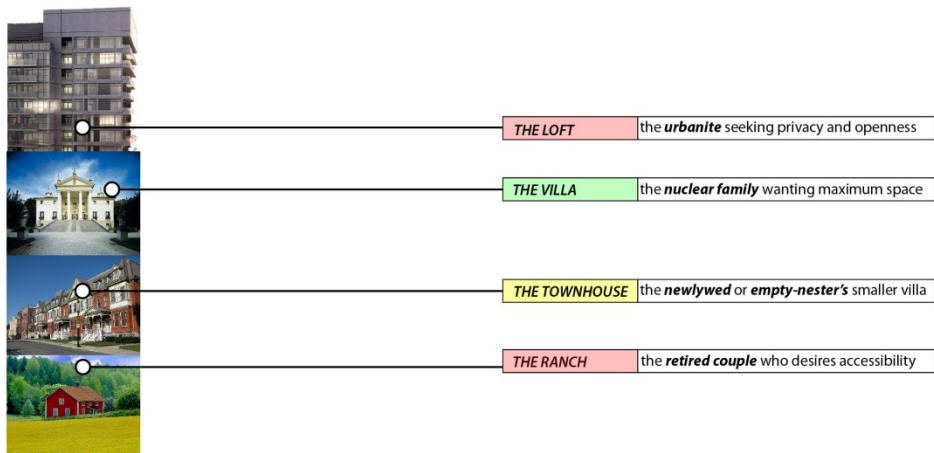 THE LOFT the urbanite seeking privacy and openness
THE VILLA the nuclear family wanting maximum space
THE TOWNHOUSE the newlywed or empty-nester's smaller villa
THE RANCH the retired couple who desires accessibility